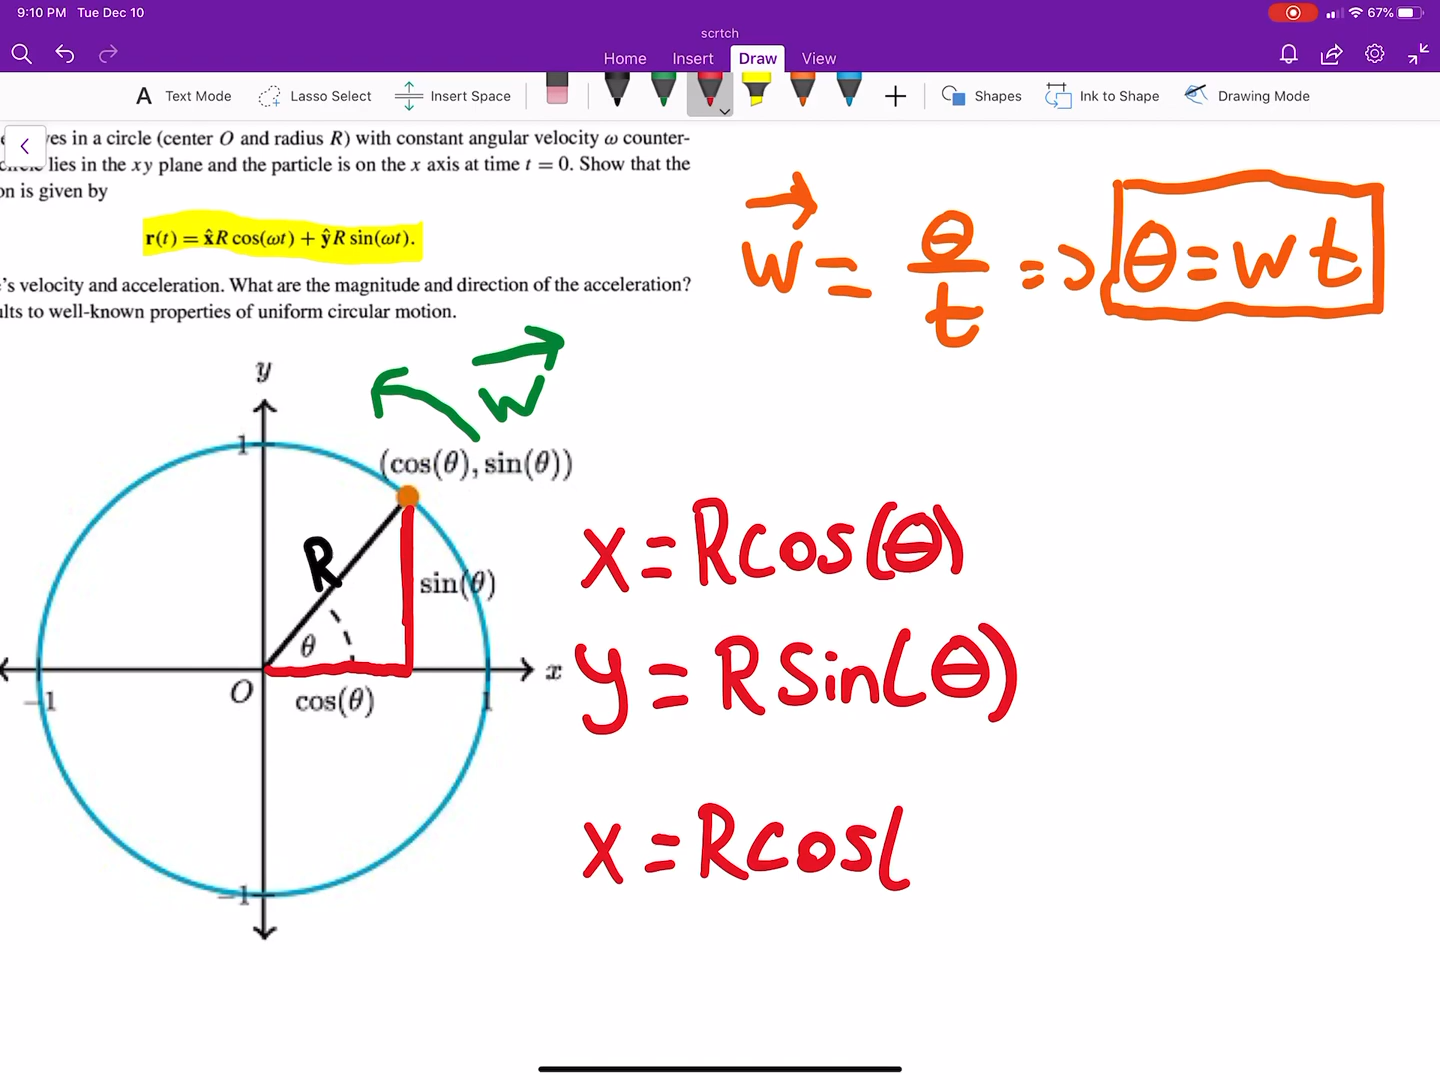 9:10 PM Tue Dec 10
67%
scrtch
Home Insert Draw View
A Text Mode Lasso Select Insert Space Shapes Ink to Shape Drawing Mode
es in a circle (center O and radius R) with constant angular velocity ω counter-
lies in the xy plane and the particle is on the x axis at time t = 0. Show that the
on is given by
r(t) = x̂R cos(ωt) + ŷR sin(ωt).
's velocity and acceleration. What are the magnitude and direction of the acceleration?
ults to well-known properties of uniform circular motion.
w = θ/t => θ = wt
y
w
1
(cos(θ), sin(θ))
R
sin(θ)
θ
x
O
cos(θ)
-1
1
-1
x = Rcos(θ)
y = RSin(θ)
x = Rcos(